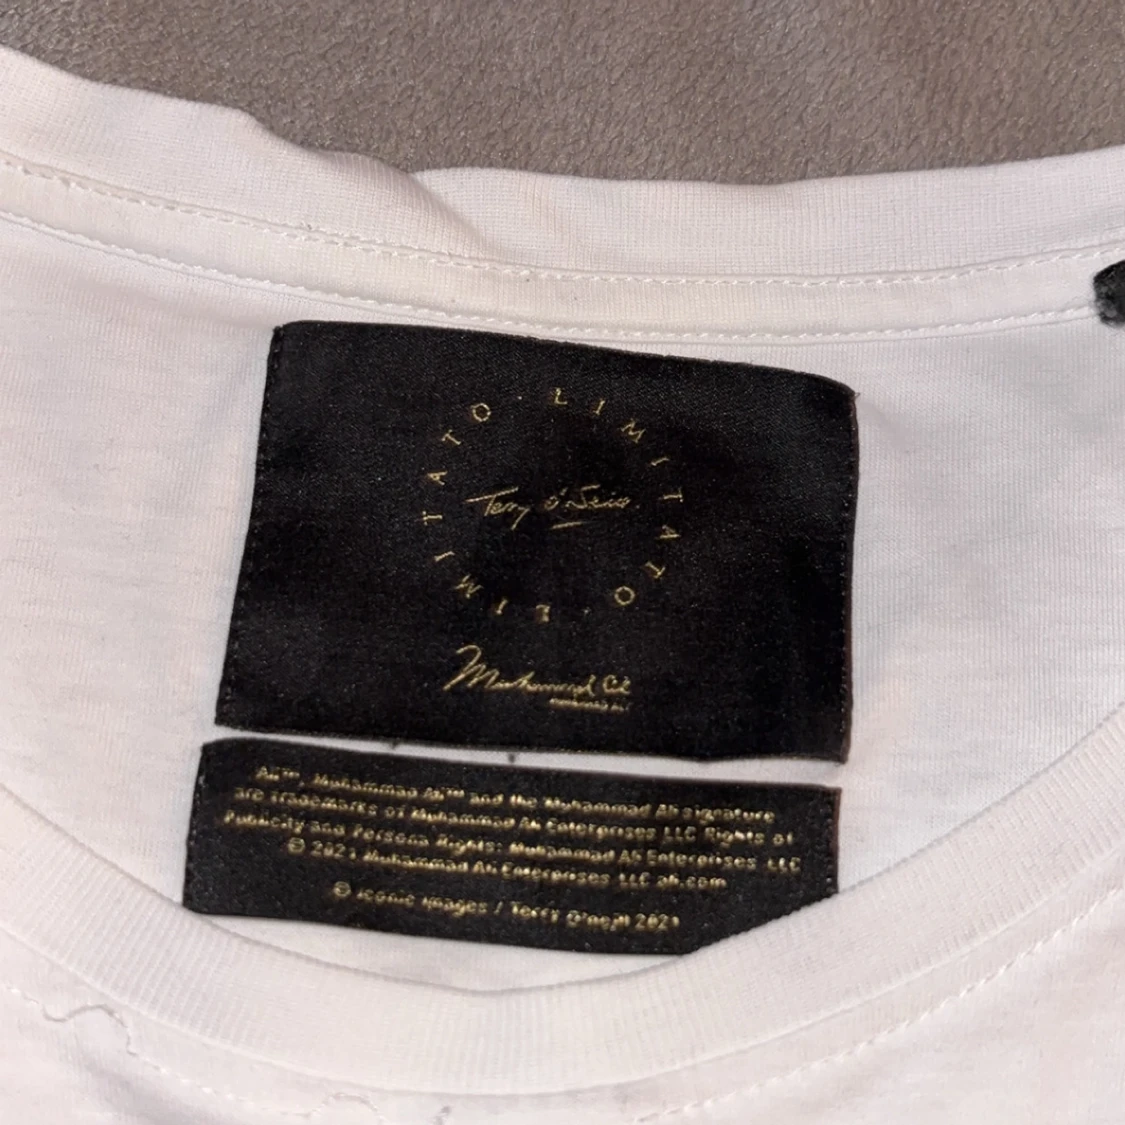 LIMITATO LIMITATO
Terry O'Neill
Muhammad Ali
Ali™, Muhammad Ali™ and the Muhammad Ali signature
are trademarks of Muhammad Ali Enterprises LLC Rights of
Publicity and Persona Rights: Muhammad Ali Enterprises LLC
© 2021 Muhammad Ali Enterprises LLC ali.com
© Iconic Images / Terry O'Neill 2021